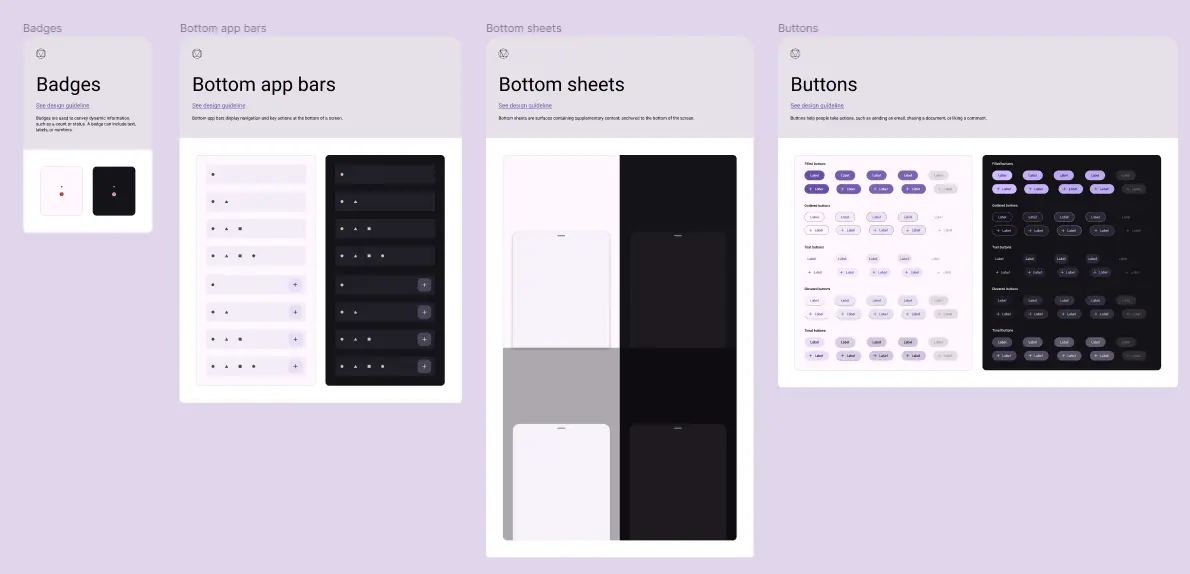 Badges
Badges
See design guideline
Badges are used to convey dynamic information,
such as a count or status. A badge can include text,
labels, or numbers.
Bottom app bars
Bottom app bars
See design guideline
Bottom app bars display navigation and key actions at the bottom of a screen.
Bottom sheets
Bottom sheets
See design guideline
Bottom sheets are surfaces containing supplementary content, anchored to the bottom of the screen.
Buttons
Buttons
See design guideline
Buttons help people take actions, such as sending an email, sharing a document, or liking a comment.
Filled buttons
Label Label Label Label Label
+ Label + Label + Label + Label + Label
Outlined buttons
Label Label Label Label Label
+ Label + Label + Label + Label + Label
Text buttons
Label Label Label Label Label
+ Label + Label + Label + Label + Label
Elevated buttons
Label Label Label Label Label
+ Label + Label + Label + Label + Label
Tonal buttons
Label Label Label Label Label
+ Label + Label + Label + Label + Label
Filled buttons
Label Label Label Label Label
+ Label + Label + Label + Label + Label
Outlined buttons
Label Label Label Label Label
+ Label + Label + Label + Label + Label
Text buttons
Label Label Label Label Label
+ Label + Label + Label + Label + Label
Elevated buttons
Label Label Label Label Label
+ Label + Label + Label + Label + Label
Tonal buttons
Label Label Label Label Label
+ Label + Label + Label + Label + Label